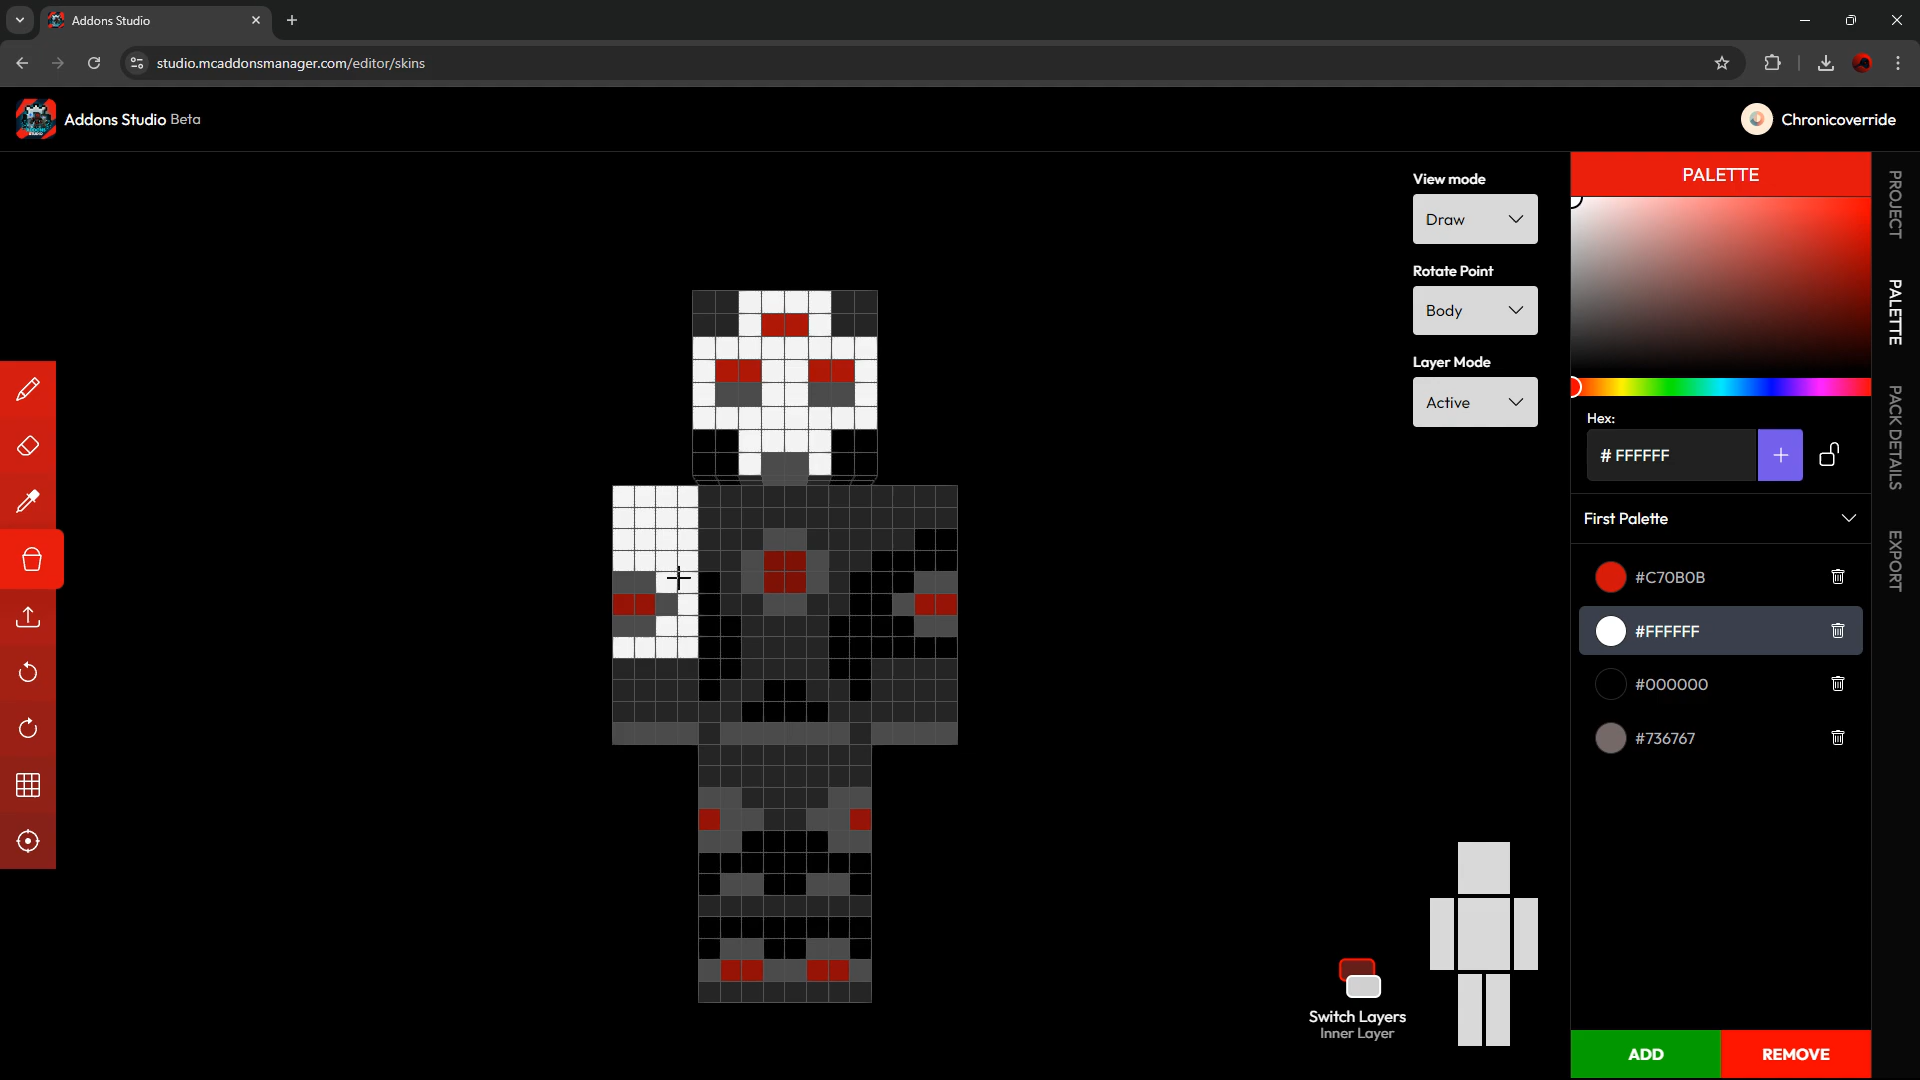 Addons Studio
studio.mcaddonsmanager.com/editor/skins
Addons Studio Beta
Chronicoverride
View mode
Draw
Rotate Point
Body
Layer Mode
Active
PALETTE
Hex:
# FFFFFF
First Palette
#C70B0B
#FFFFFF
#000000
#736767
ADD
REMOVE
PROJECT
PALETTE
PACK DETAILS
EXPORT
Switch Layers
Inner Layer